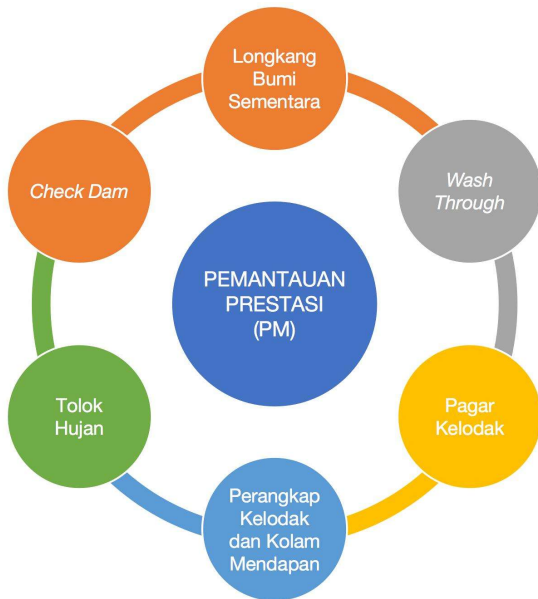 Longkang
Bumi
Sementara
Check Dam
Wash
Through
PEMANTAUAN
PRESTASI
(PM)
Tolok
Hujan
Pagar
Kelodak
Perangkap
Kelodak
dan Kolam
Mendapan